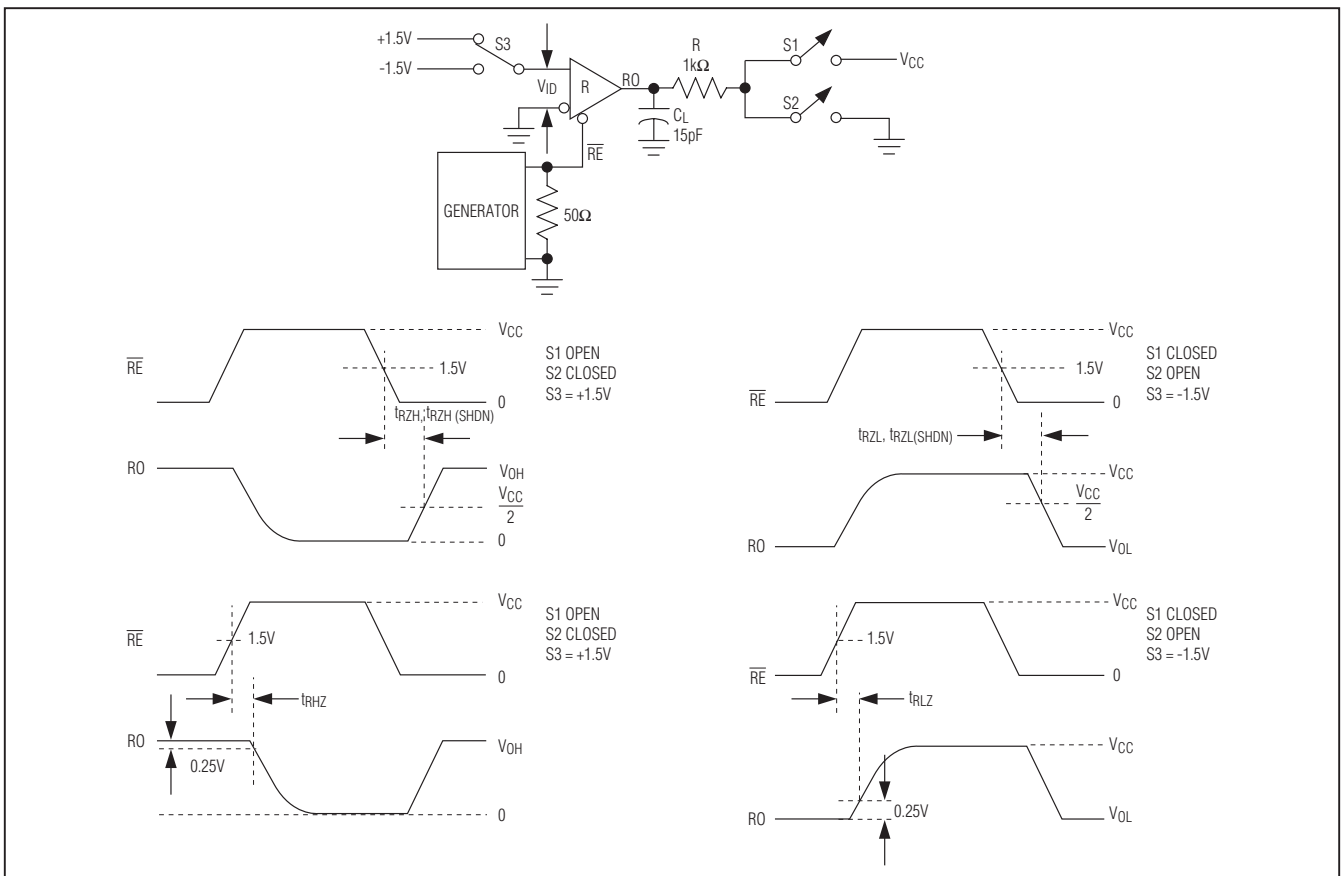 +1.5V
-1.5V
S3
VID
R
RO
R
1kΩ
CL
15pF
S1
VCC
S2
RE
GENERATOR
50Ω
RE
VCC
1.5V
0
S1 OPEN
S2 CLOSED
S3 = +1.5V
tRZH, tRZH (SHDN)
RO
VOH
VCC
2
0
RE
VCC
1.5V
0
S1 CLOSED
S2 OPEN
S3 = -1.5V
tRZL, tRZL(SHDN)
VCC
VCC
2
RO
VOL
RE
VCC
1.5V
0
S1 OPEN
S2 CLOSED
S3 = +1.5V
tRHZ
RO
0.25V
VOH
0
RE
VCC
1.5V
0
S1 CLOSED
S2 OPEN
S3 = -1.5V
tRLZ
VCC
0.25V
RO
VOL